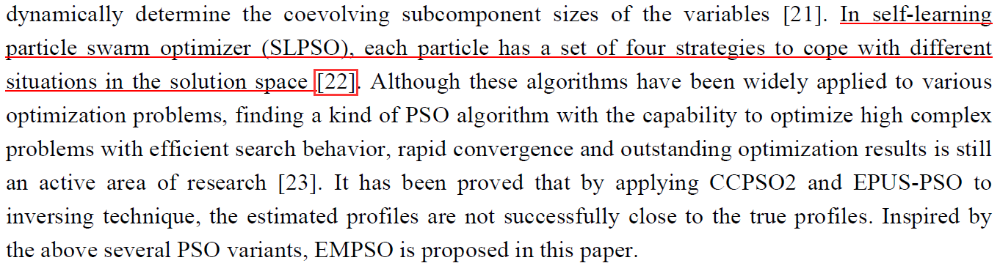 dynamically determine the coevolving subcomponent sizes of the variables [21]. In self-learning
particle swarm optimizer (SLPSO), each particle has a set of four strategies to cope with different
situations in the solution space [22]. Although these algorithms have been widely applied to various
optimization problems, finding a kind of PSO algorithm with the capability to optimize high complex
problems with efficient search behavior, rapid convergence and outstanding optimization results is still
an active area of research [23]. It has been proved that by applying CCPSO2 and EPUS-PSO to
inversing technique, the estimated profiles are not successfully close to the true profiles. Inspired by
the above several PSO variants, EMPSO is proposed in this paper.